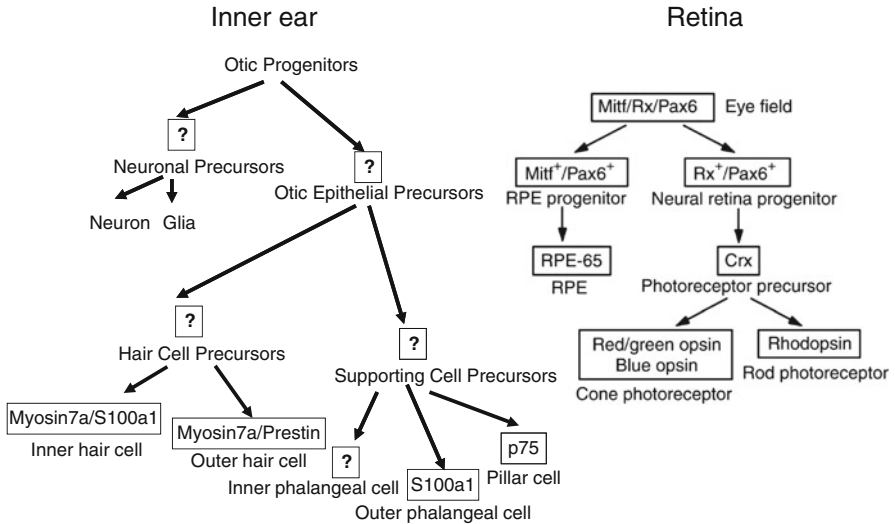 Inner ear
Otic Progenitors
?
Neuronal Precursors
Neuron Glia
?
Otic Epithelial Precursors
?
Hair Cell Precursors
Myosin7a/S100a1
Inner hair cell
Myosin7a/Prestin
Outer hair cell
?
Supporting Cell Precursors
?
Inner phalangeal cell
S100a1
Outer phalangeal cell
p75
Pillar cell
Retina
Mitf/Rx/Pax6 Eye field
Mitf⁺/Pax6⁺
RPE progenitor
Rx⁺/Pax6⁺
Neural retina progenitor
RPE-65
RPE
Crx
Photoreceptor precursor
Red/green opsin
Blue opsin
Cone photoreceptor
Rhodopsin
Rod photoreceptor